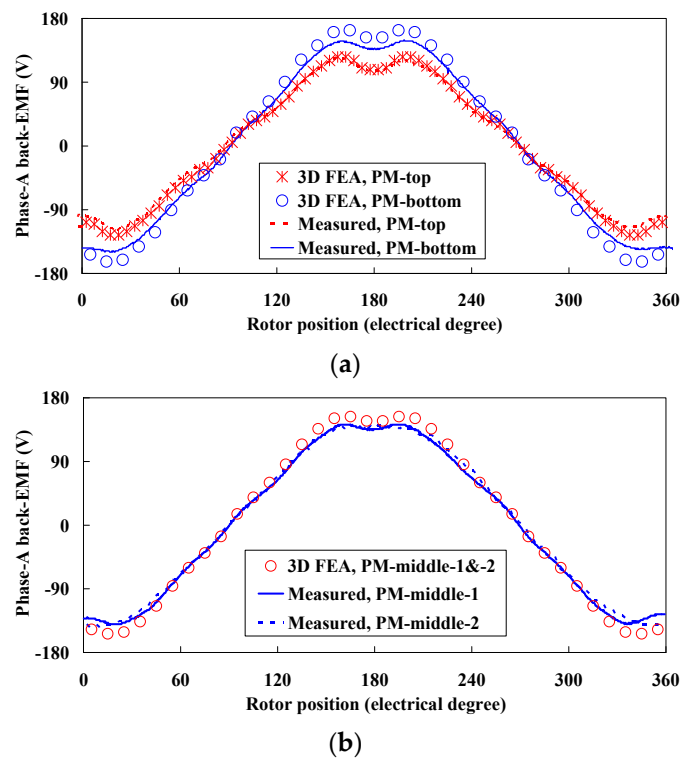 180
90
0
-90
-180
Phase-A back-EMF (V)
3D FEA, PM-top
3D FEA, PM-bottom
Measured, PM-top
Measured, PM-bottom
0 60 120 180 240 300 360
Rotor position (electrical degree)
(a)
180
90
0
-90
-180
Phase-A back-EMF (V)
3D FEA, PM-middle-1&-2
Measured, PM-middle-1
Measured, PM-middle-2
0 60 120 180 240 300 360
Rotor position (electrical degree)
(b)